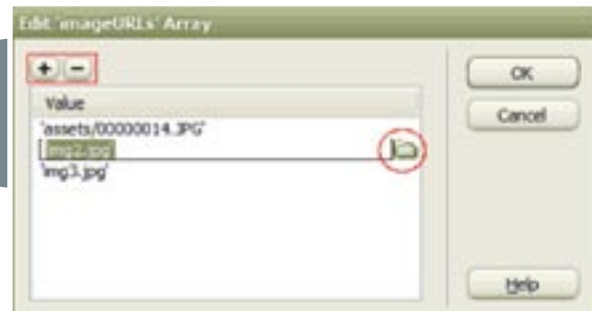 Edit 'imageURLs' Array
+ −
OK
Value
Cancel
'assets/00000014.JPG'
'img2.jpg'
'img3.jpg'
Help